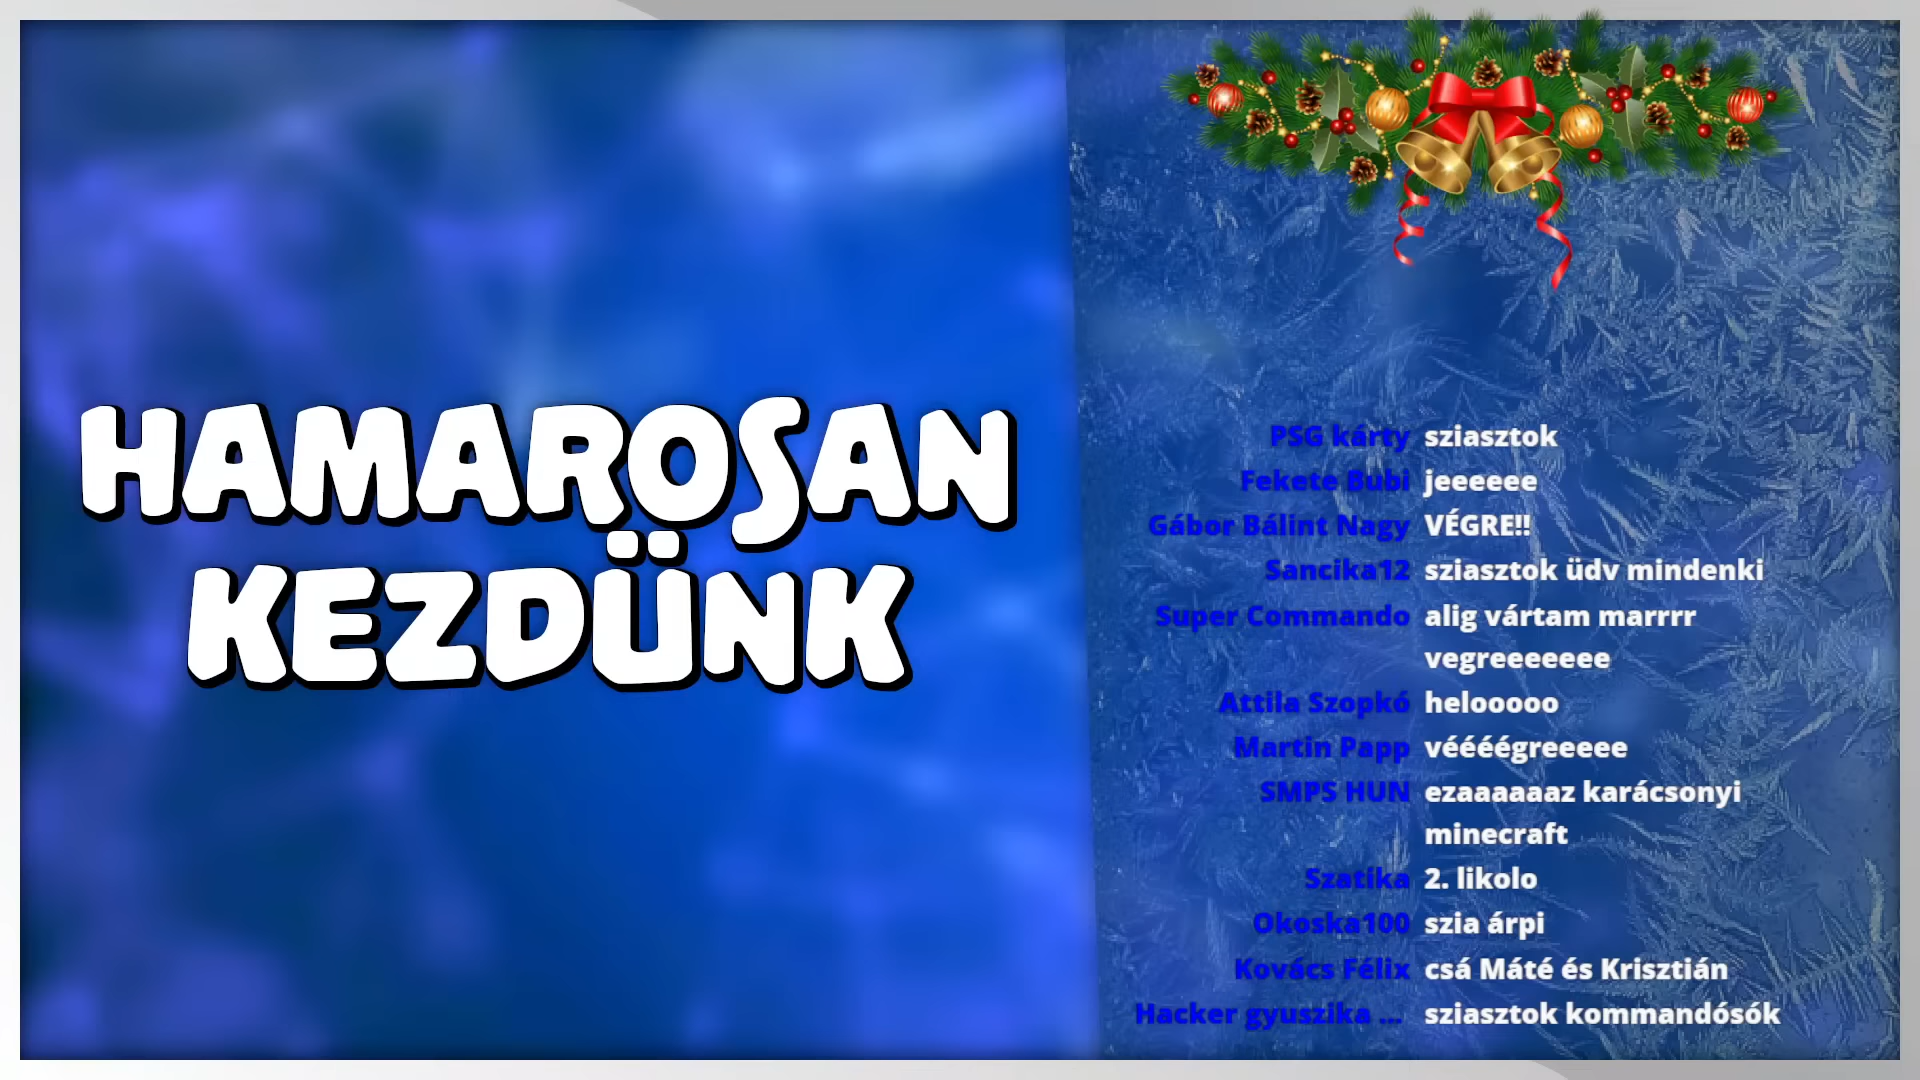 HAMAROSAN
KEZDÜNK
PSG kárty sziasztok
Fekete Bubi jeeeeee
Gábor Bálint Nagy VÉGRE!!
Sancika12 sziasztok üdv mindenki
Super Commando alig vártam marrrr
vegreeeeeee
Attila Szopkó helooooo
Martin Papp véééégreeeee
SMPS HUN ezaaaaaaz karácsonyi
minecraft
Szatika 2. likolo
Okoska100 szia árpi
Kovács Félix csá Máté és Krisztián
Hacker gyuszika ... sziasztok kommandósók